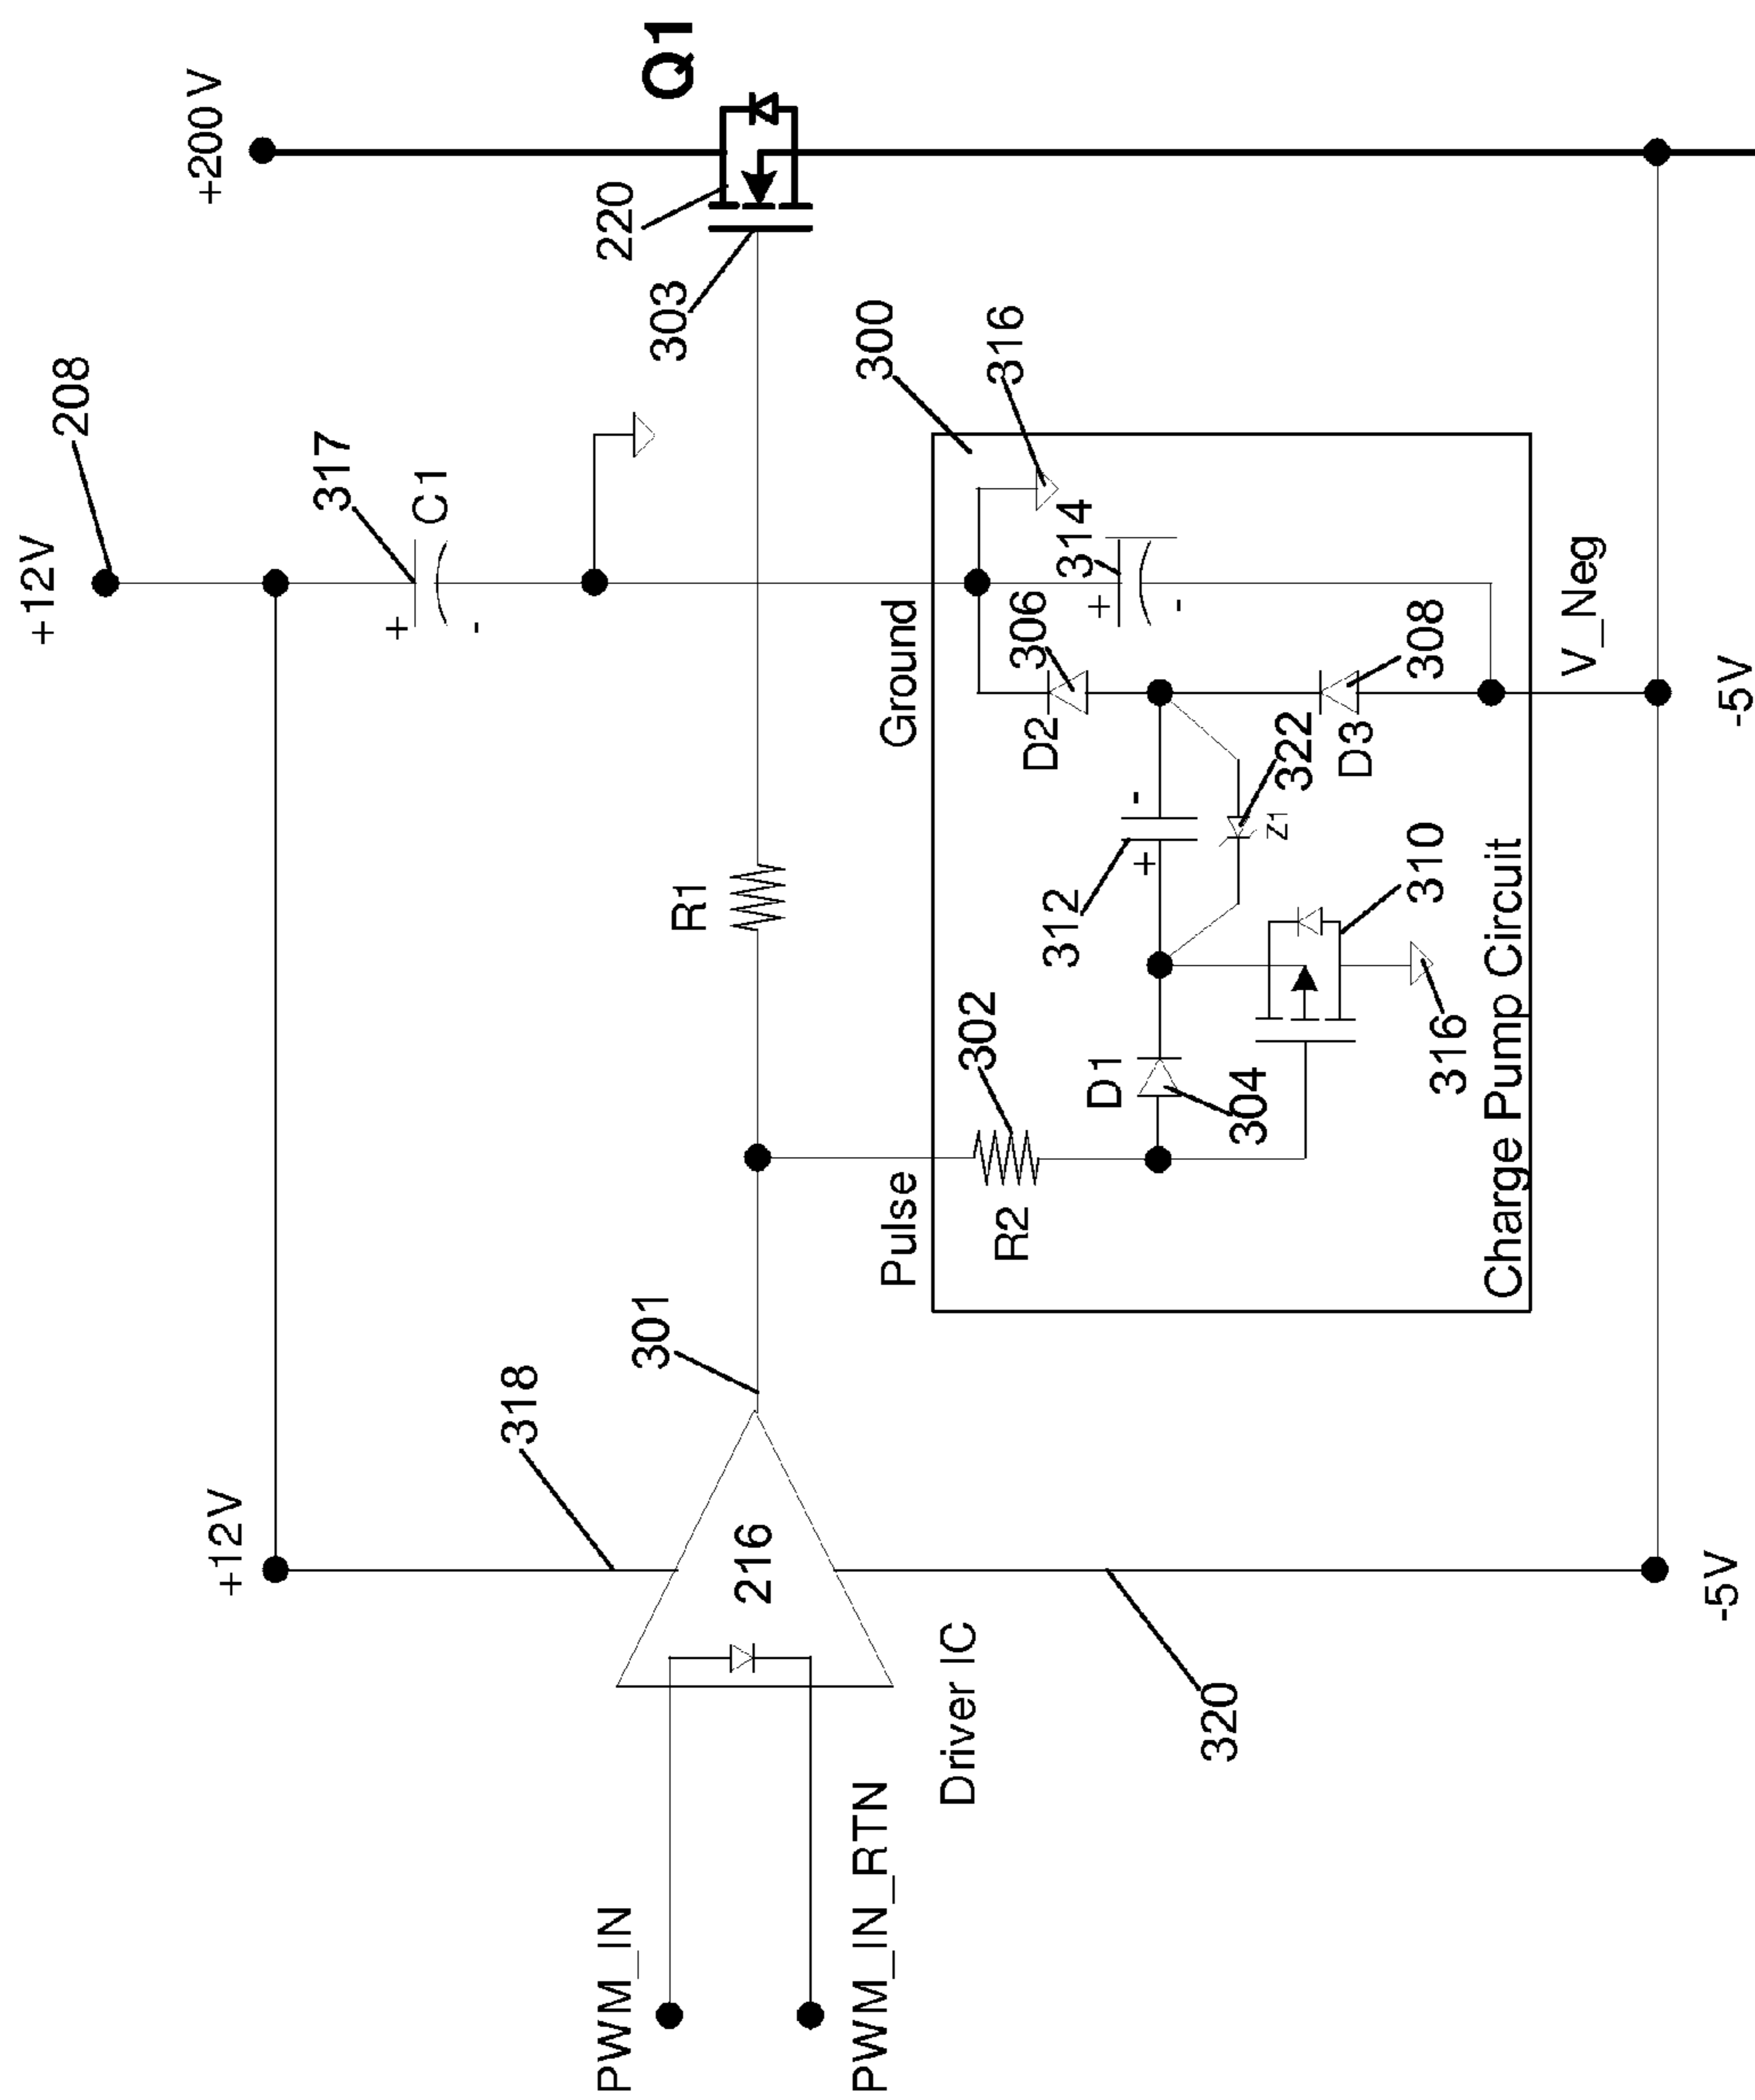 +12V
208
+200 V
Q1
317
C1
+
-
220
303
+12V
318
301
R1
216
PWM_IN
PWM_IN_RTN
Driver IC
320
Pulse
Ground
300
R2
302
D1
304
312
+
-
Z1
322
310
316
D2
306
314
+
-
316
D3
308
Charge Pump Circuit
V_Neg
-5V
-5V